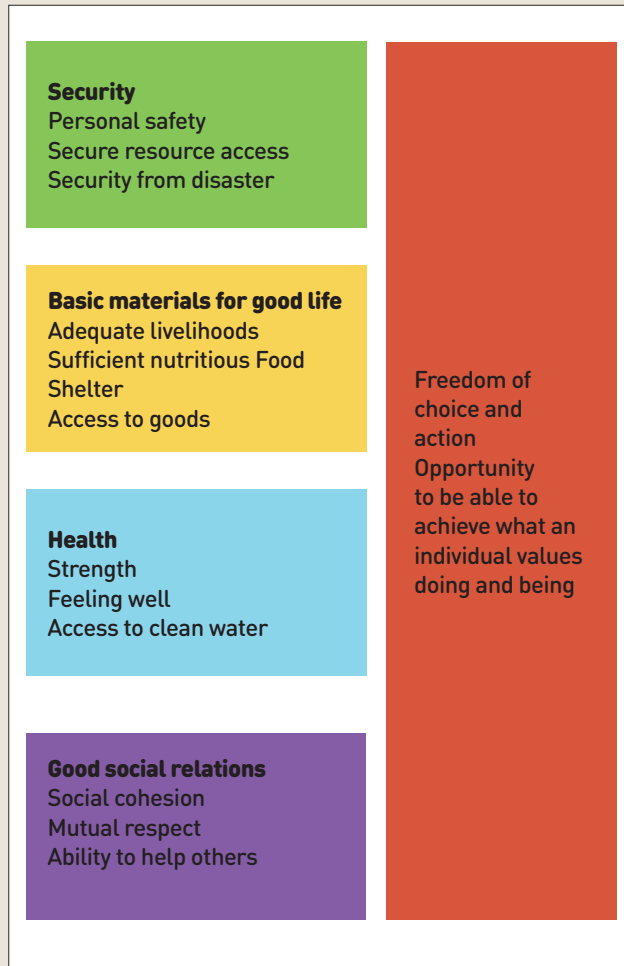 Security
Personal safety
Secure resource access
Security from disaster
Basic materials for good life
Adequate livelihoods
Sufficient nutritious Food
Shelter
Access to goods
Health
Strength
Feeling well
Access to clean water
Good social relations
Social cohesion
Mutual respect
Ability to help others
Freedom of
choice and
action
Opportunity
to be able to
achieve what an
individual values
doing and being